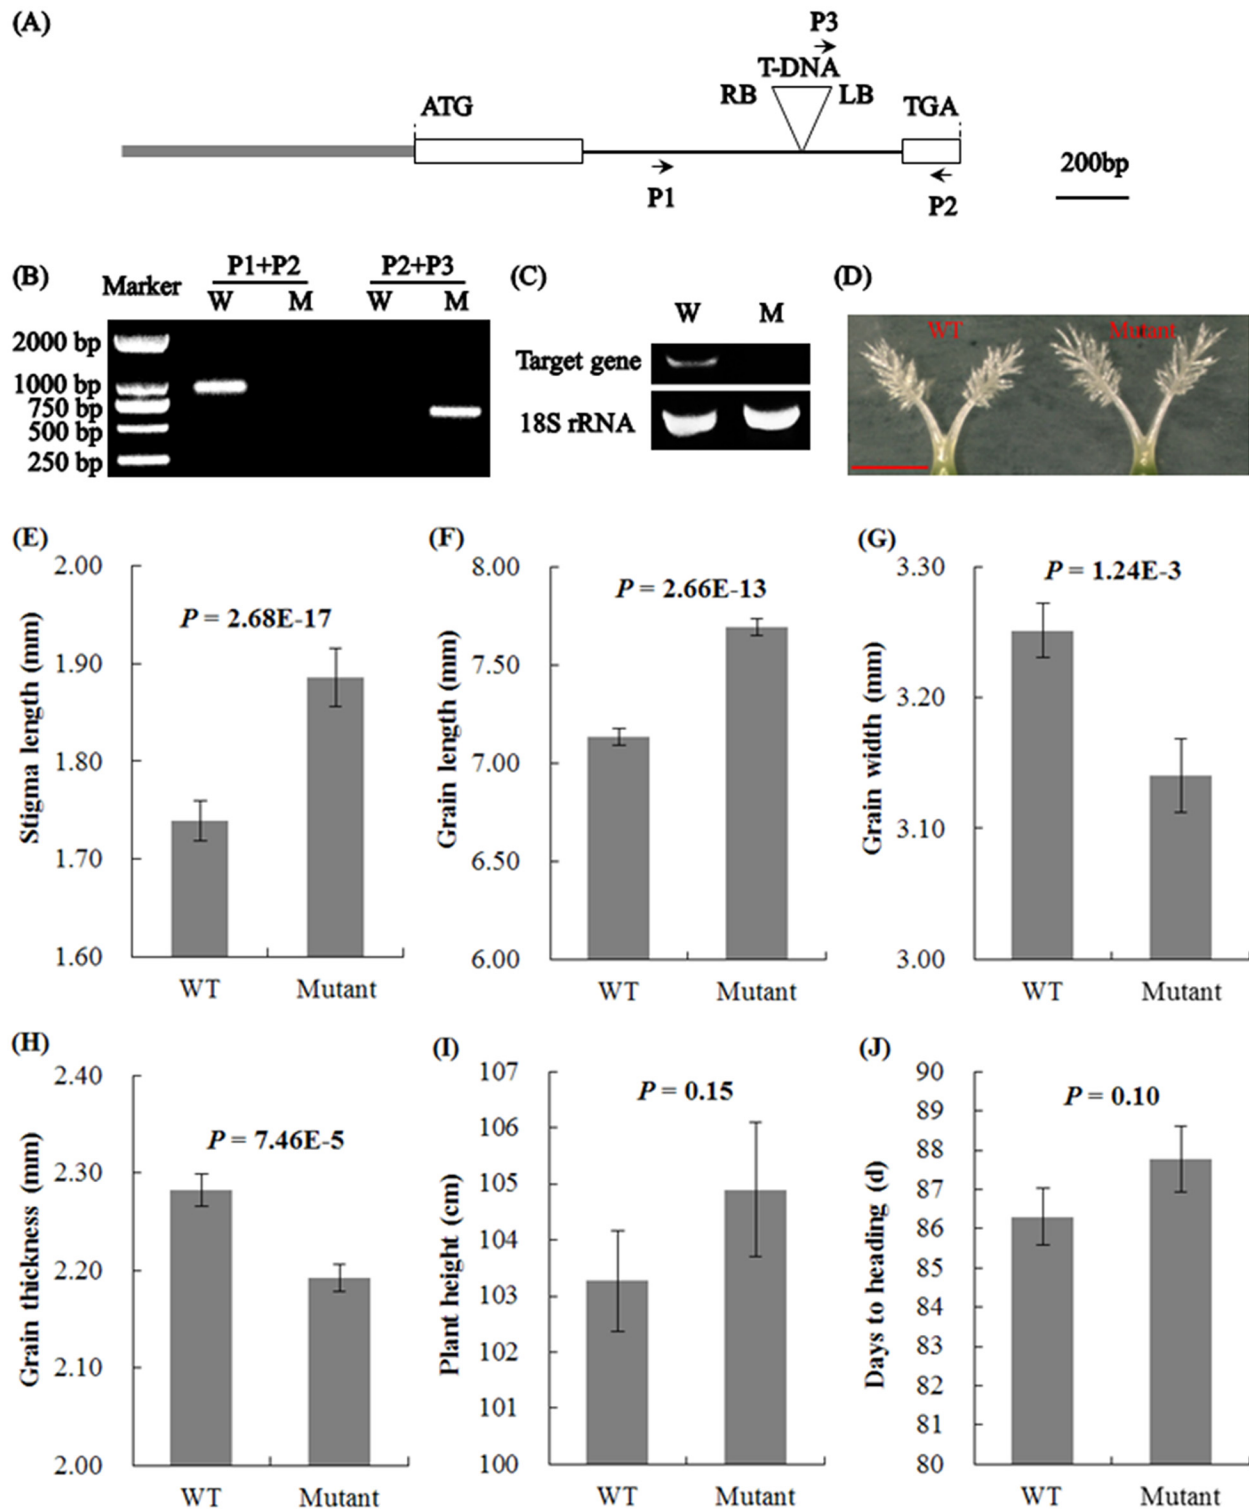 (A)
P3
T-DNA
RB LB
ATG TGA
P1 P2
200bp
(B)
Marker P1+P2 P2+P3
W M W M
2000 bp
1000 bp
750 bp
500 bp
250 bp
(C)
W M
Target gene
18S rRNA
(D)
WT Mutant
(E)
Stigma length (mm)
2.00
1.90
1.80
1.70
1.60
P = 2.68E-17
WT Mutant
(F)
Grain length (mm)
8.00
7.50
7.00
6.50
6.00
P = 2.66E-13
WT Mutant
(G)
Grain width (mm)
3.30
3.20
3.10
3.00
P = 1.24E-3
WT Mutant
(H)
Grain thickness (mm)
2.40
2.30
2.20
2.10
2.00
P = 7.46E-5
WT Mutant
(I)
Plant height (cm)
107
106
105
104
103
102
101
100
P = 0.15
WT Mutant
(J)
Days to heading (d)
90
89
88
87
86
85
84
83
82
81
80
P = 0.10
WT Mutant